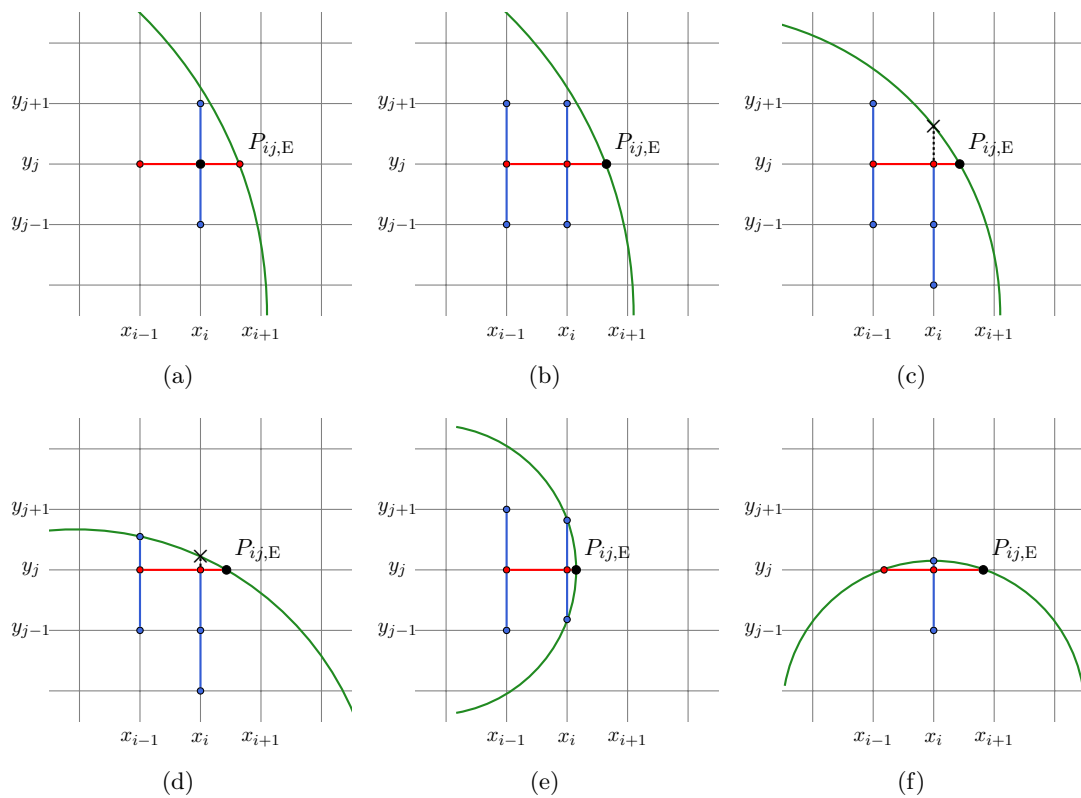 y_{j+1}
y_j
y_{j-1}
P_{ij,E}
x_{i-1} x_i x_{i+1}
(a)
y_{j+1}
y_j
y_{j-1}
P_{ij,E}
x_{i-1} x_i x_{i+1}
(b)
y_{j+1}
y_j
y_{j-1}
P_{ij,E}
x_{i-1} x_i x_{i+1}
(c)
y_{j+1}
y_j
y_{j-1}
P_{ij,E}
x_{i-1} x_i x_{i+1}
(d)
y_{j+1}
y_j
y_{j-1}
P_{ij,E}
x_{i-1} x_i x_{i+1}
(e)
y_{j+1}
y_j
y_{j-1}
P_{ij,E}
x_{i-1} x_i x_{i+1}
(f)